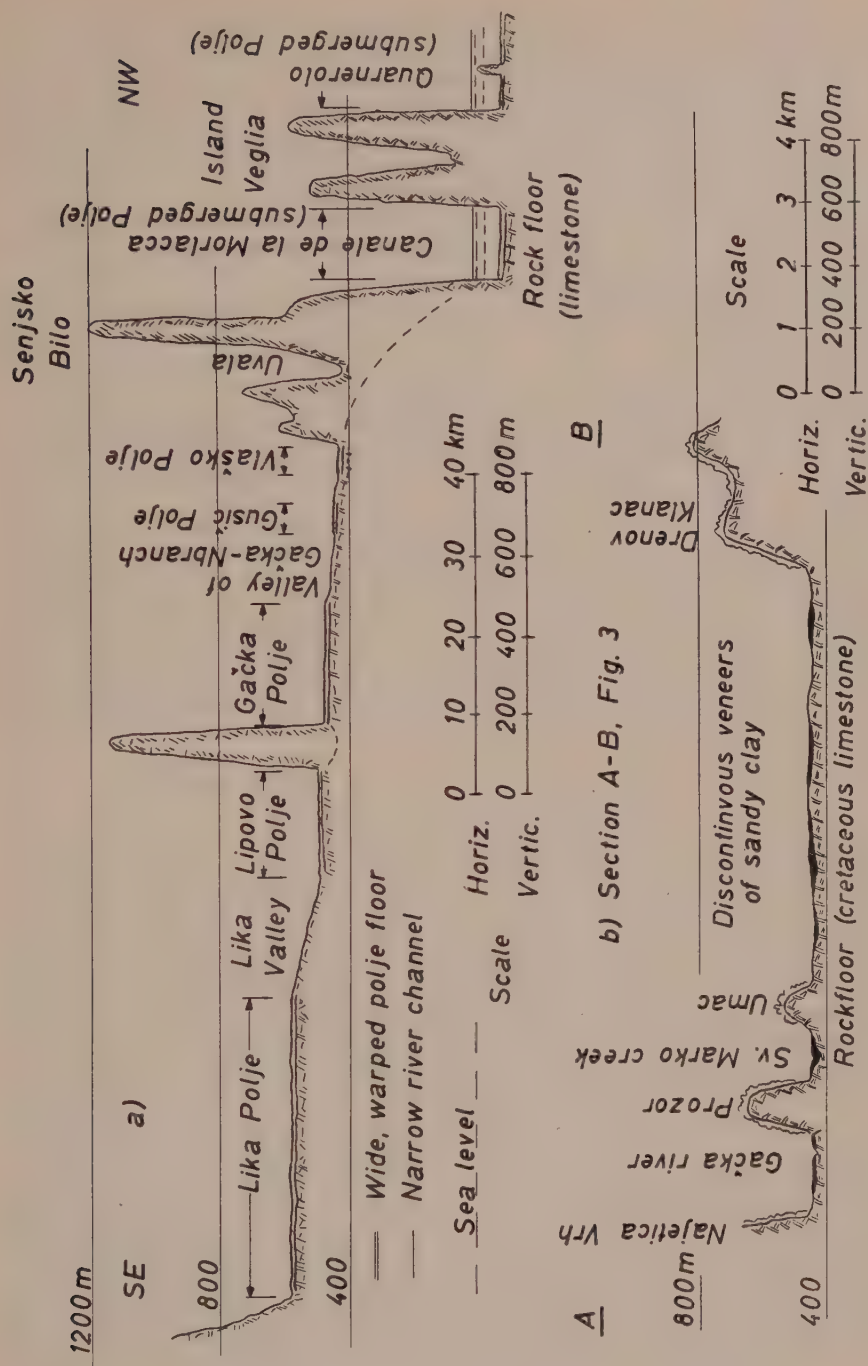 Senjsko
Bilo
1200 m
SE
a)
NW
800
400
Lika Polje
Lika
Valley
Lipovo
Polje
Gačka
Polje
Valley of
Gačka-Nbranch
Gusić Polje
Vlaško Polje
Uvala
Canale de la Morlacca
(submerged Polje)
Island
Veglia
Quarnerolo
(submerged Polje)
Rock floor
(limestone)
Wide, warped polje floor
Narrow river channel
Sea level
Scale
Horiz.
0 10 20 30 40 km
Vertic.
0 200 400 600 800 m
A
b) Section A-B, Fig. 3
B
800 m
400
Najetica Vrh
Gačka river
Prozor
Sv. Marko creek
Umac
Discontinvous veneers
of sandy clay
Drenov
Klanac
Rockfloor (cretaceous limestone)
Scale
Horiz.
0 1 2 3 4 km
Vertic.
0 200 400 600 800 m